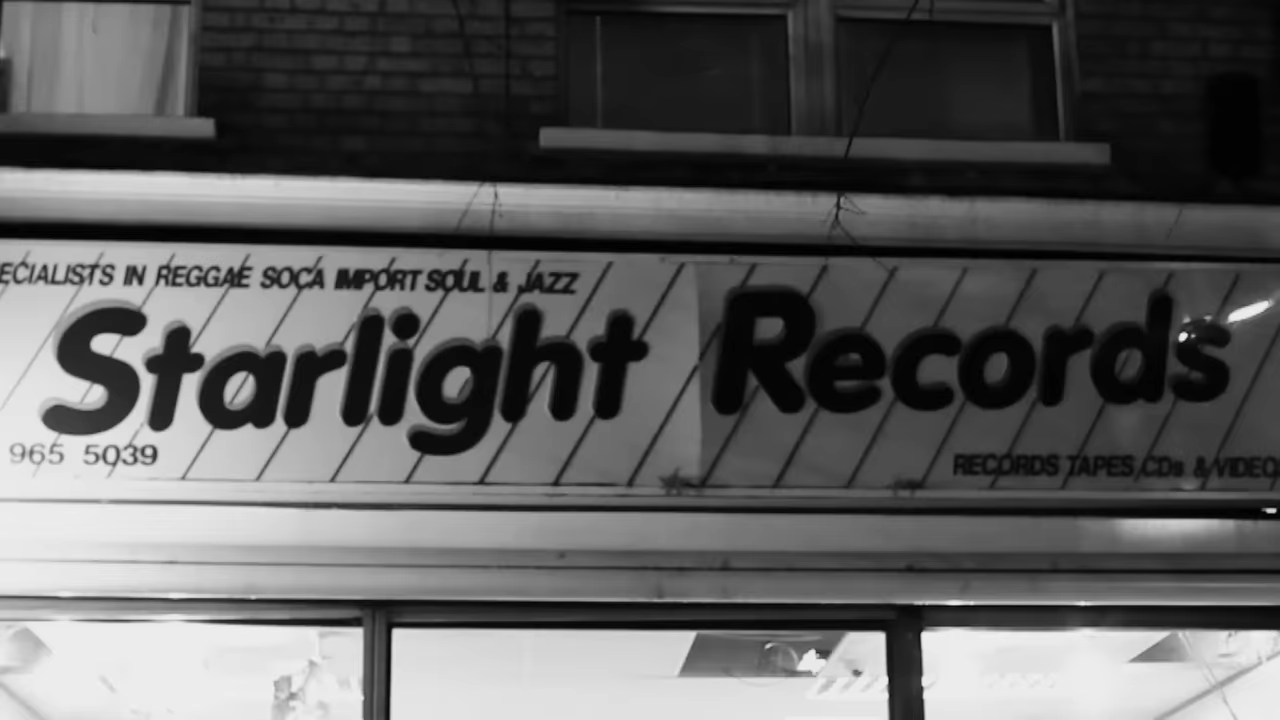 ECIALISTS IN REGGAE SOCA IMPORT SOUL & JAZZ
Starlight Records
965 5039
RECORDS TAPES CDs & VIDEO